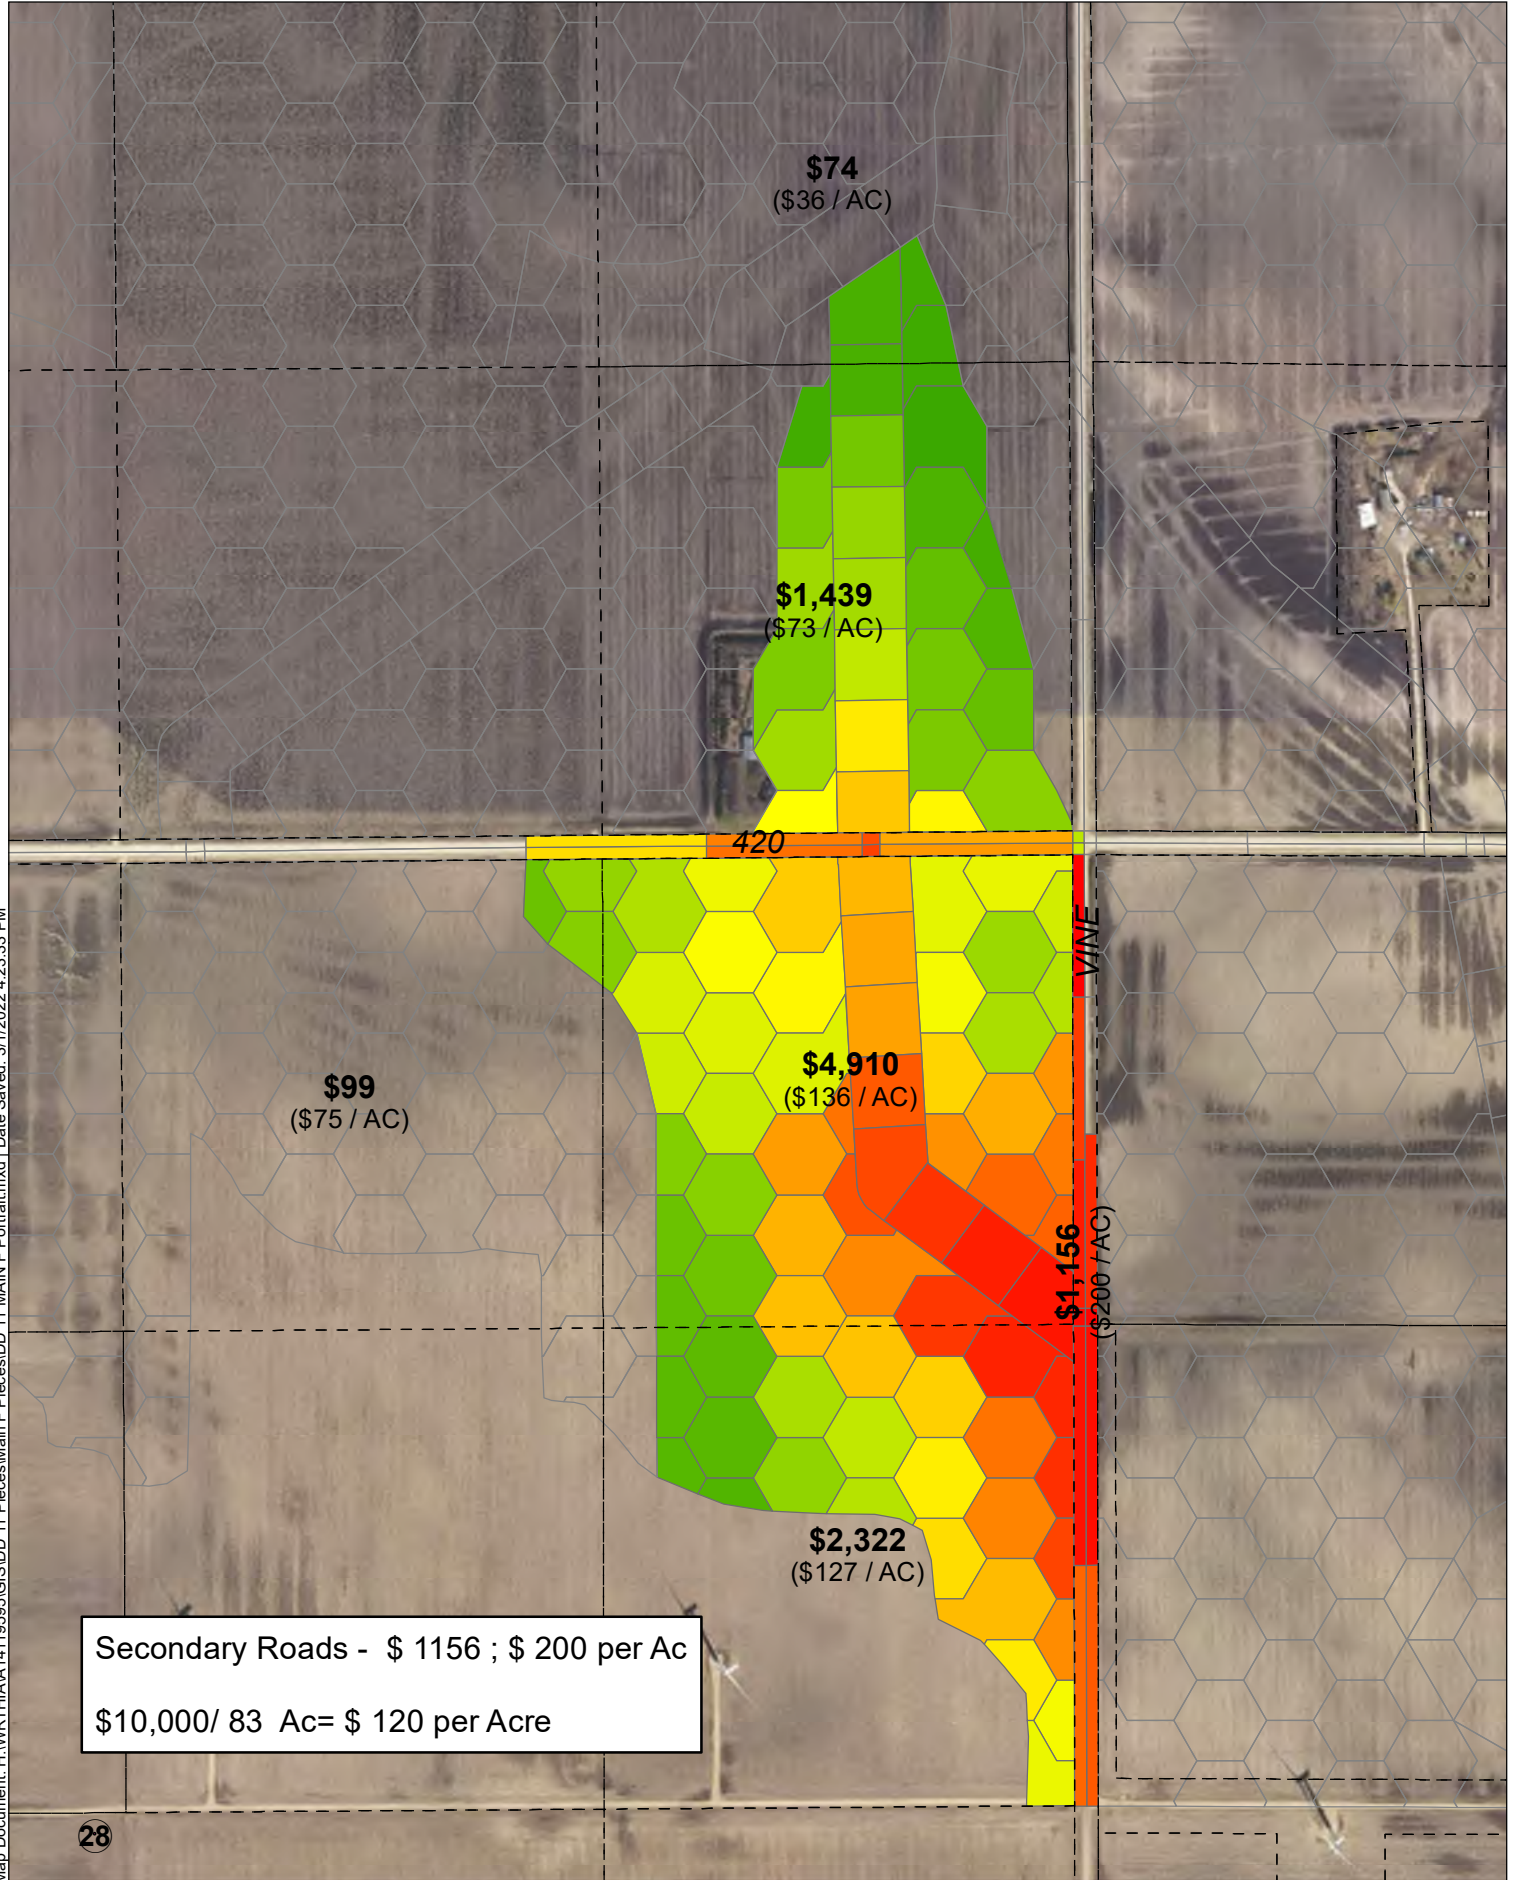 $74
($36 / AC)
$1,439
($73 / AC)
420
VINE
$4,910
($136 / AC)
$99
($75 / AC)
$1,156
($200 / AC)
$2,322
($127 / AC)
Secondary Roads - $ 1156 ; $ 200 per Ac
$10,000/ 83 Ac= $ 120 per Acre
28